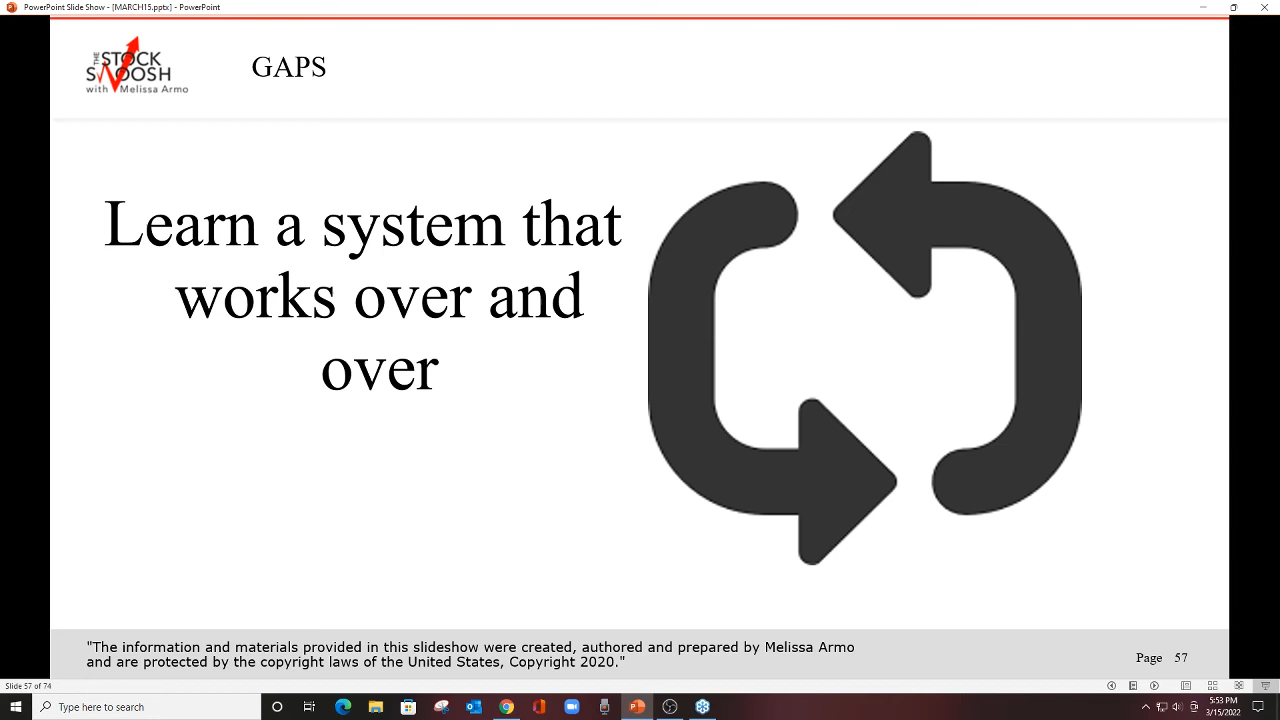 PowerPoint Slide Show - [MARCH15.pptx] - PowerPoint
THE
STOCK
SWOOSH
with Melissa Armo
GAPS
Learn a system that
works over and
over
"The information and materials provided in this slideshow were created, authored and prepared by Melissa Armo
and are protected by the copyright laws of the United States, Copyright 2020."
Page 57
Slide 57 of 74
Type here to search
5:53 PM
3/15/2022